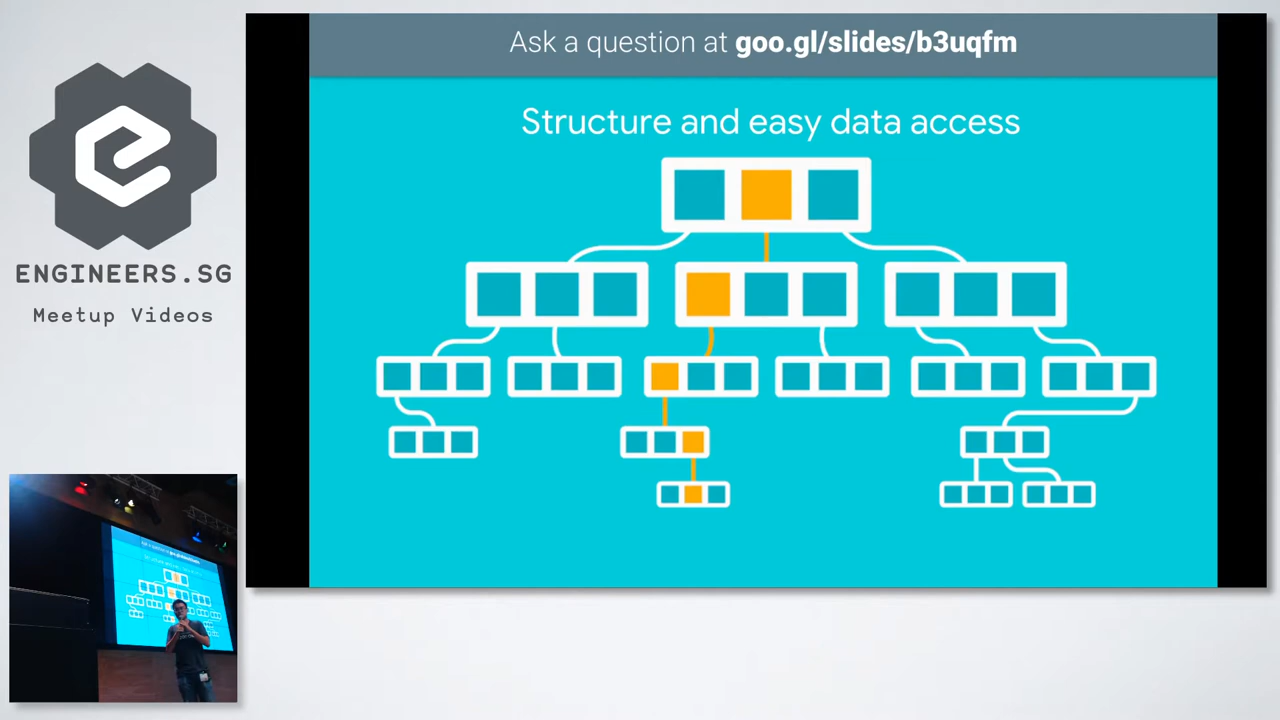 Ask a question at goo.gl/slides/b3uqfm
Structure and easy data access
ENGINEERS.SG
Meetup Videos